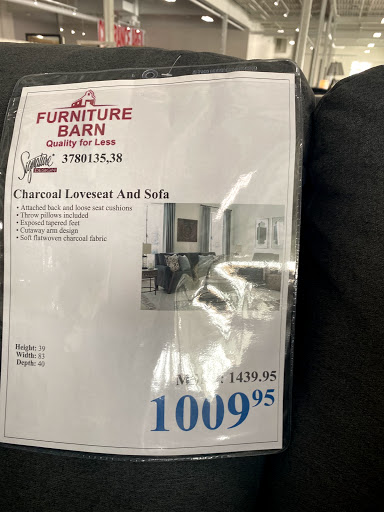 FURNITURE
BARN
Quality for Less
Signature
DESIGN
3780135,38
Charcoal Loveseat And Sofa
• Attached back and loose seat cushions
• Throw pillows included
• Exposed tapered feet
• Cutaway arm design
• Soft flatwoven charcoal fabric
Height: 39
Width: 83
Depth: 40
1439.95
1009⁹⁵